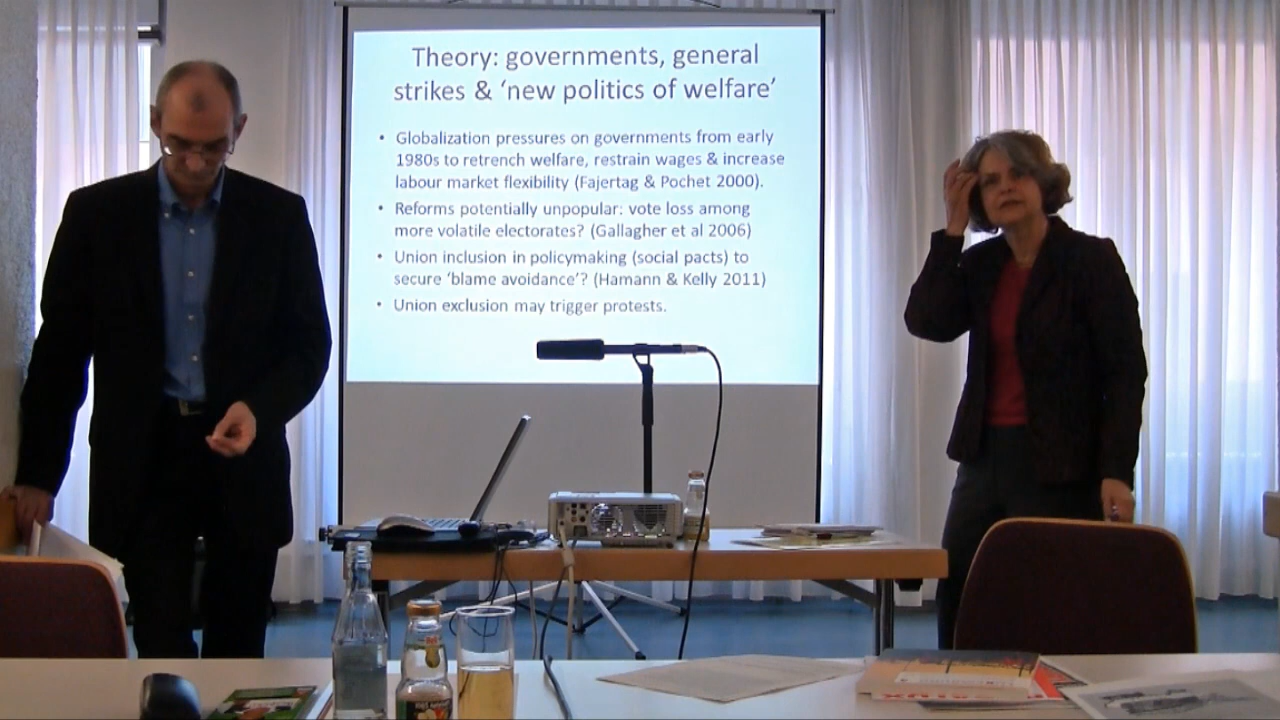 Theory: governments, general
strikes & ‘new politics of welfare’
• Globalization pressures on governments from early
1980s to retrench welfare, restrain wages & increase
labour market flexibility (Fajertag & Pochet 2000).
• Reforms potentially unpopular: vote loss among
more volatile electorates? (Gallagher et al 2006)
• Union inclusion in policymaking (social pacts) to
secure ‘blame avoidance’? (Hamann & Kelly 2011)
• Union exclusion may trigger protests.